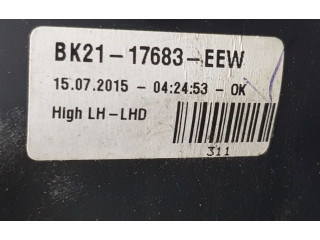 BK21-17683-EEW
15.07.2015 - 04:24:53 - OK
High LH-LHD
311